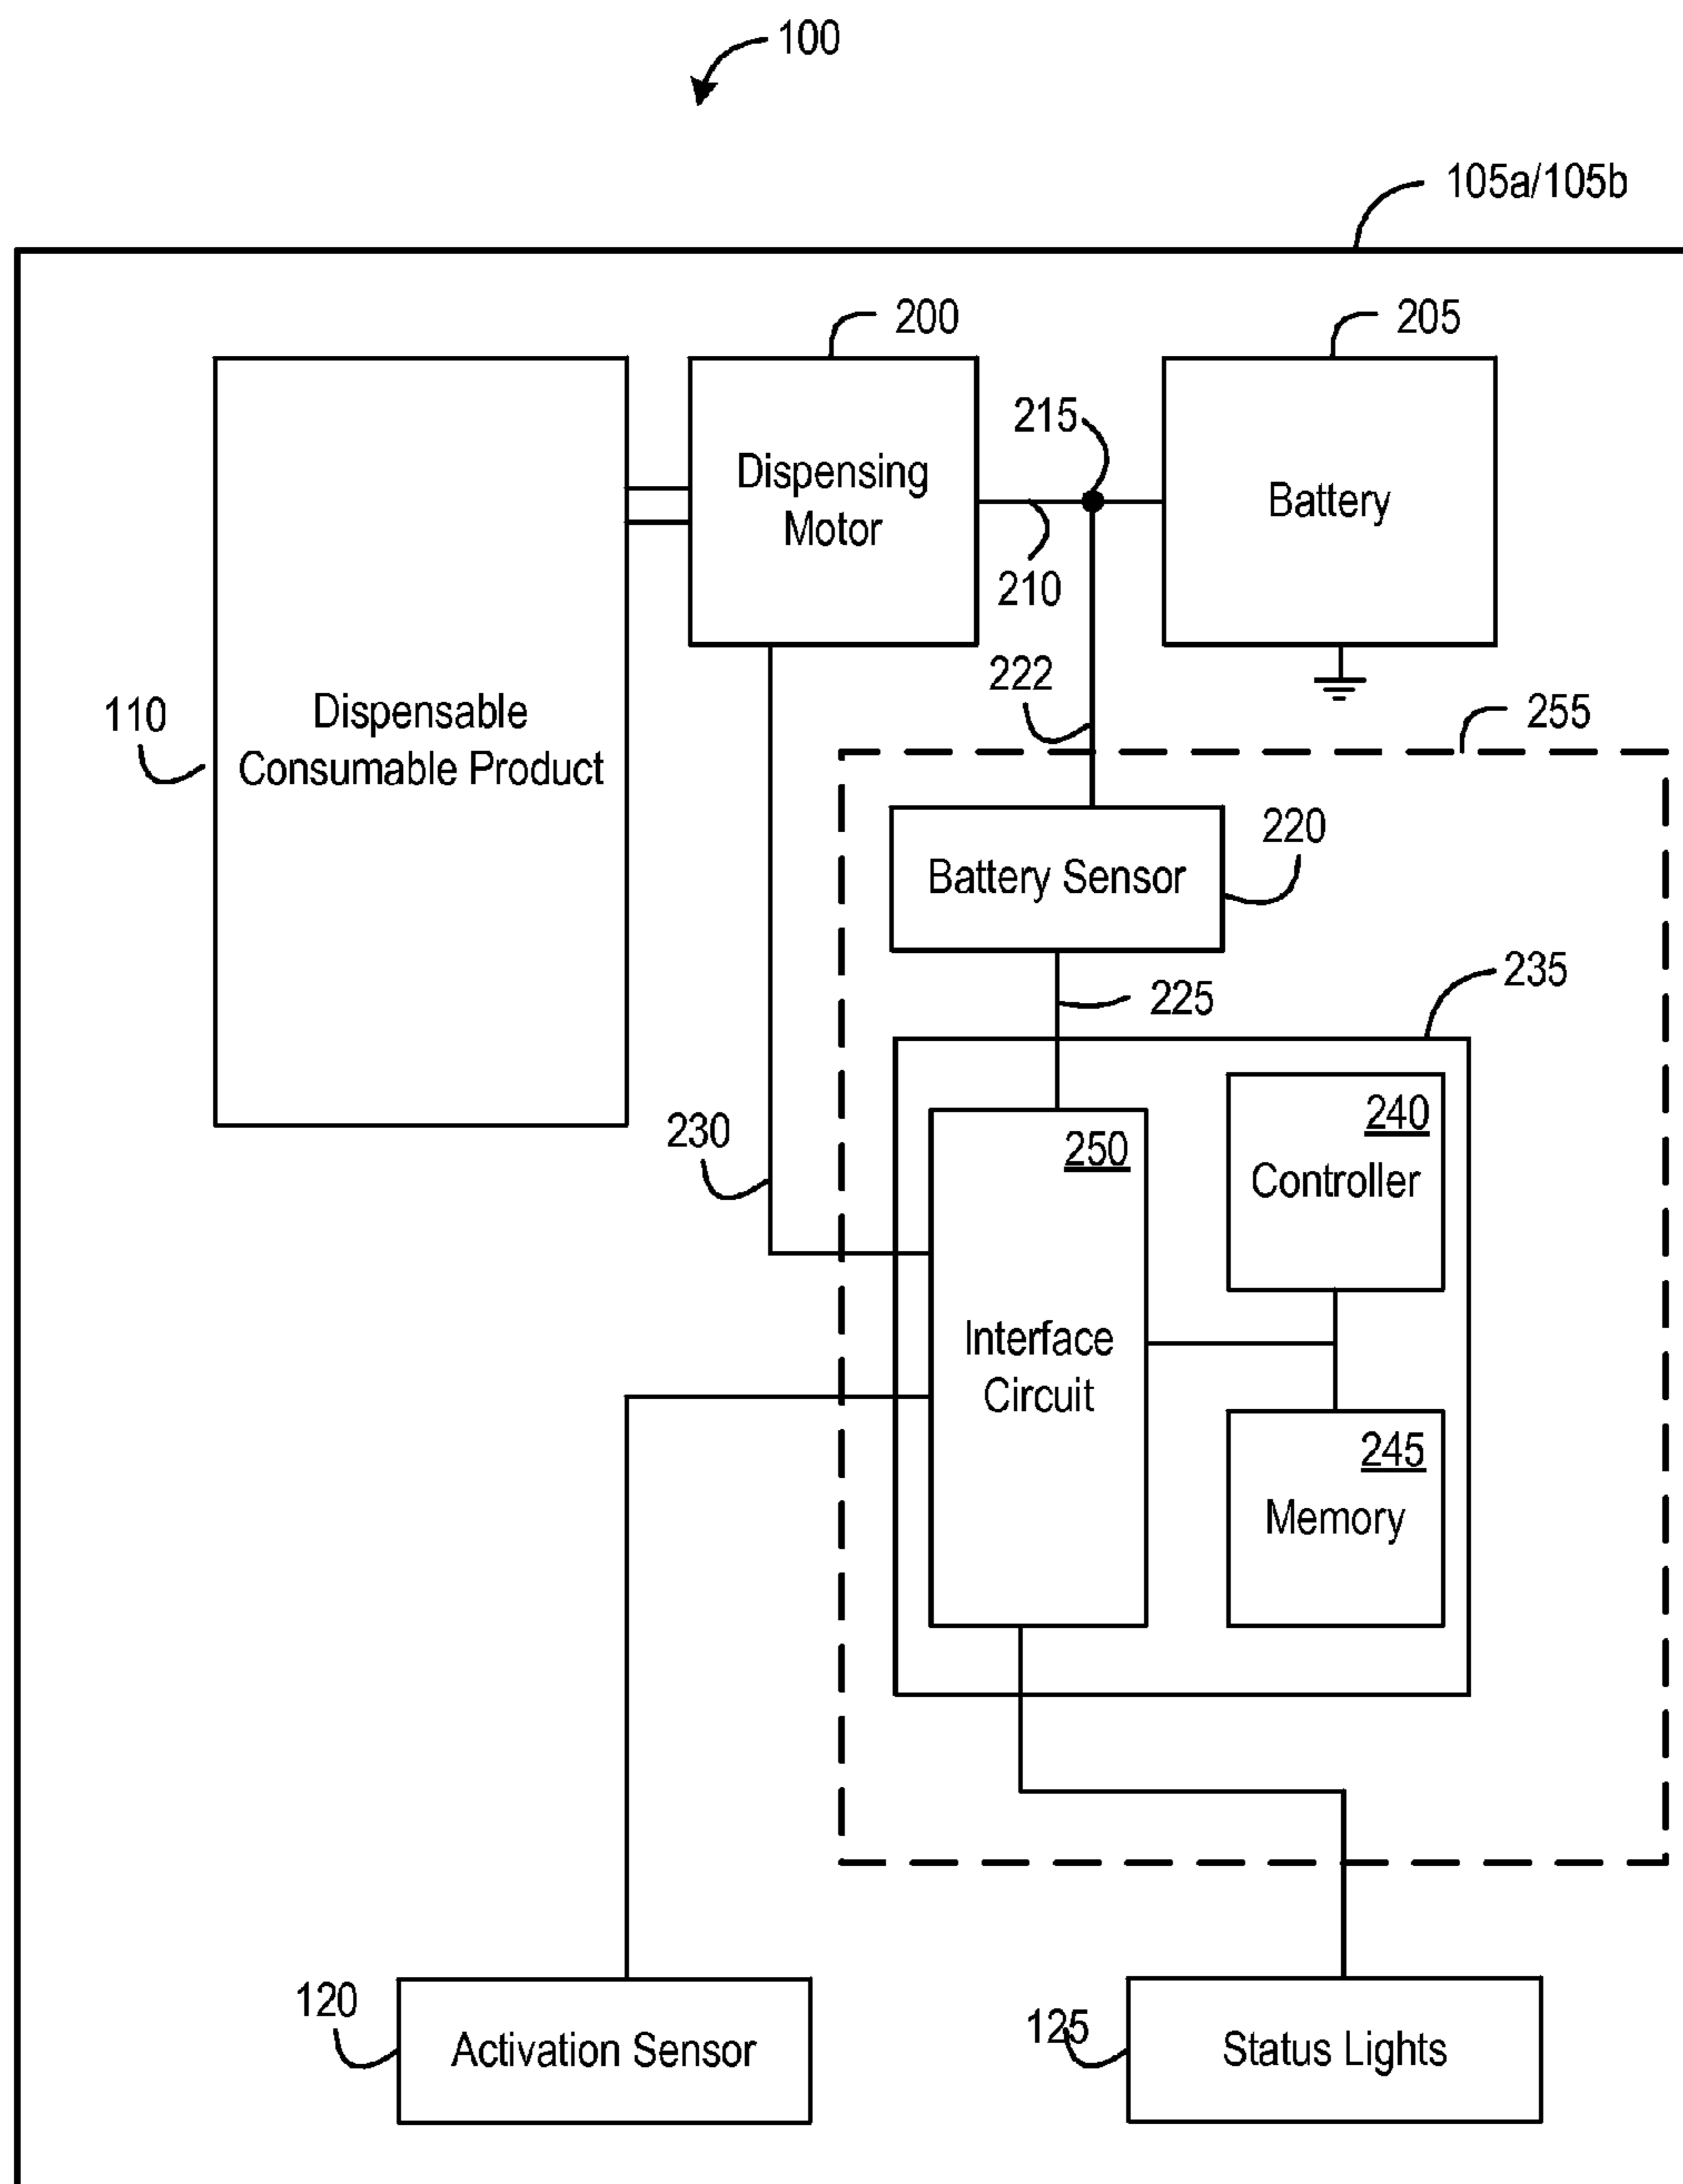 100
105a/105b
200
205
215
Dispensing
Motor
Battery
210
222
110
Dispensable
Consumable Product
255
220
Battery Sensor
235
225
240
Controller
230
250
Interface
Circuit
245
Memory
120
Activation Sensor
125
Status Lights